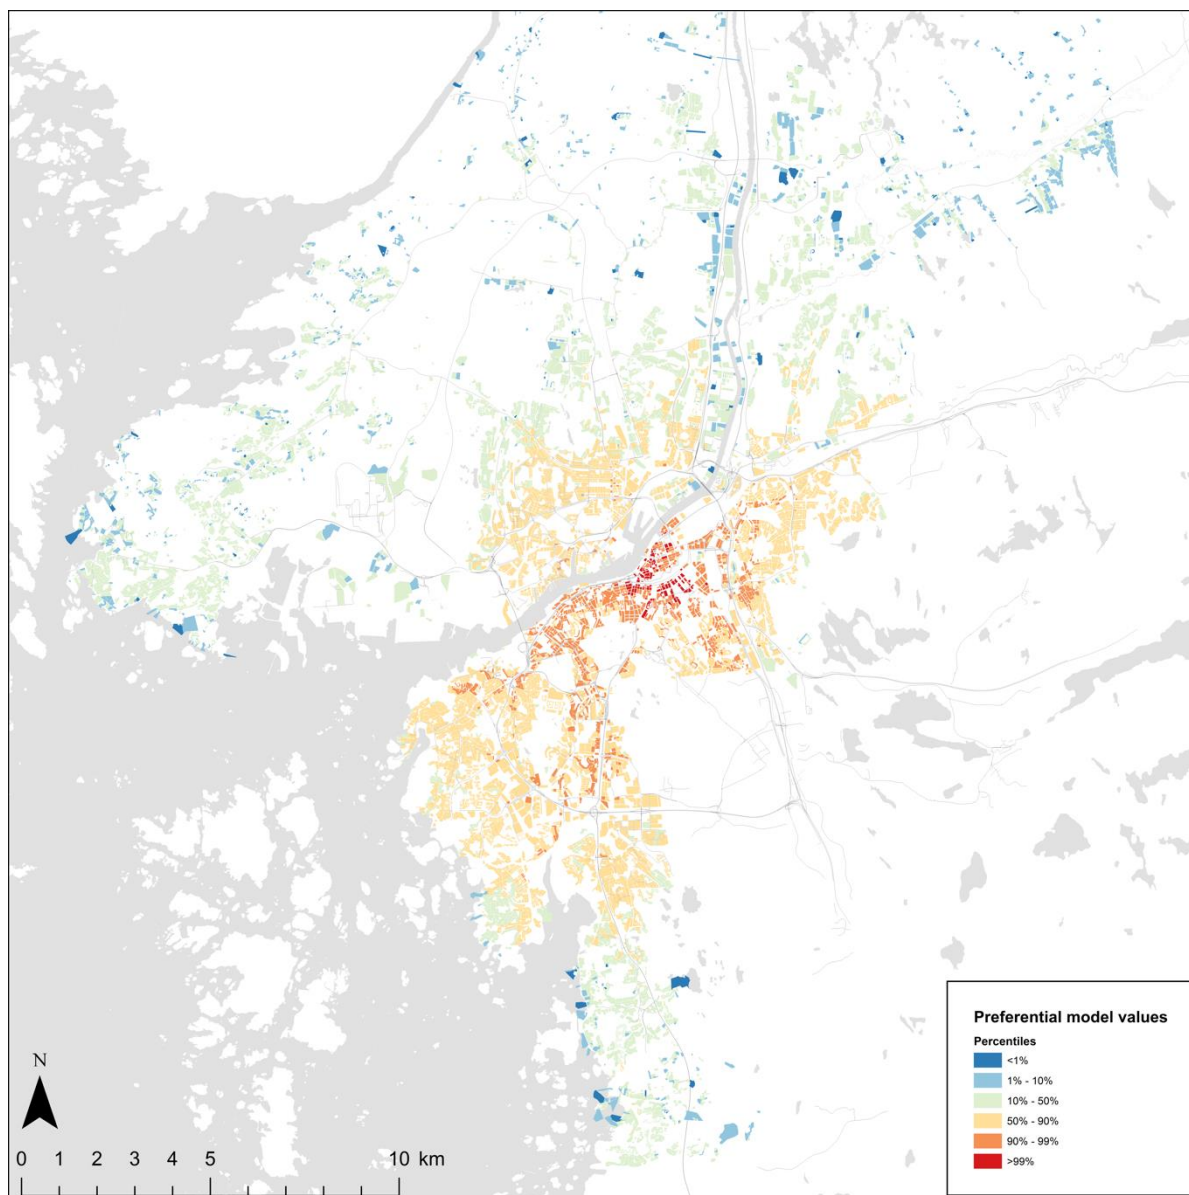 Preferential model values
Percentiles
<1%
1% - 10%
10% - 50%
50% - 90%
90% - 99%
>99%
N
0 1 2 3 4 5 10 km